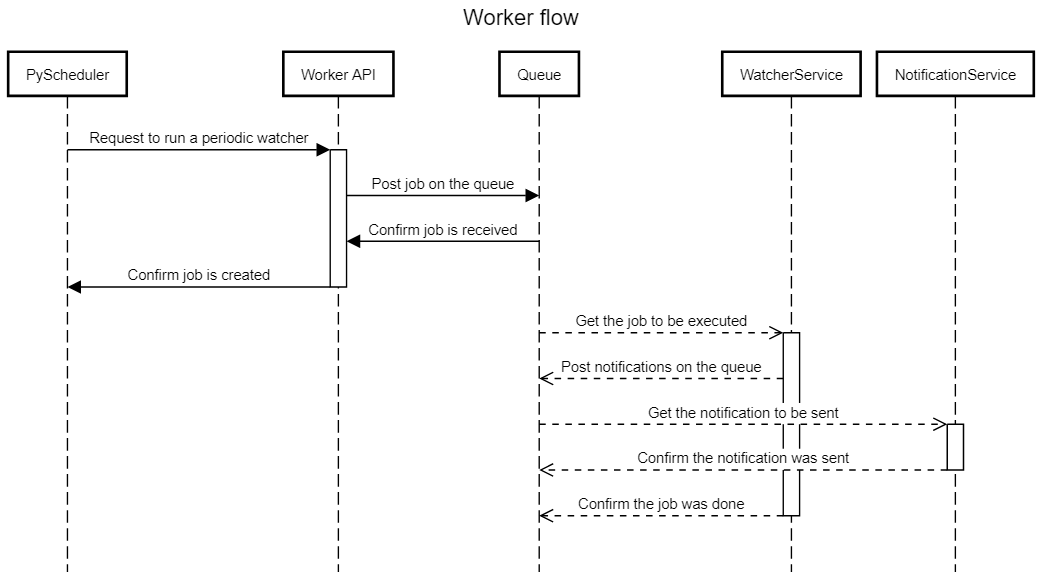 Worker flow
PyScheduler
Worker API
Queue
WatcherService
NotificationService
Request to run a periodic watcher
Post job on the queue
Confirm job is received
Confirm job is created
Get the job to be executed
Post notifications on the queue
Get the notification to be sent
Confirm the notification was sent
Confirm the job was done